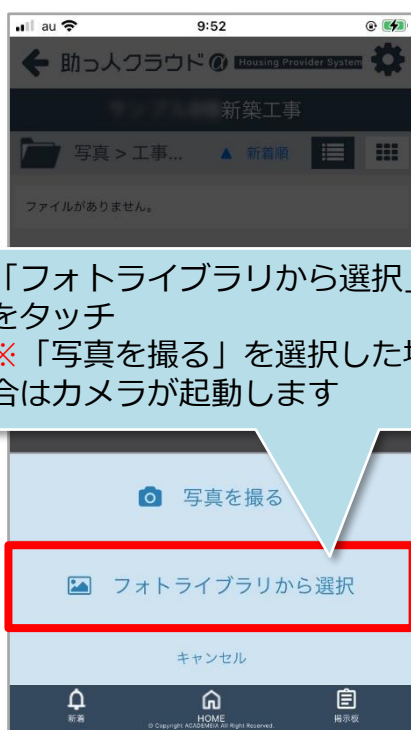 au 9:52
助っ人クラウド@ Housing Provider System
新築工事
写真 > 工事... ▲ 新着順
ファイルがありません。
「フォトライブラリから選択」
をタッチ
※「写真を撮る」を選択した場
合はカメラが起動します
写真を撮る
フォトライブラリから選択
キャンセル
新着 HOME 掲示板
© Copyright ACADEMEIA All Right Reserved.